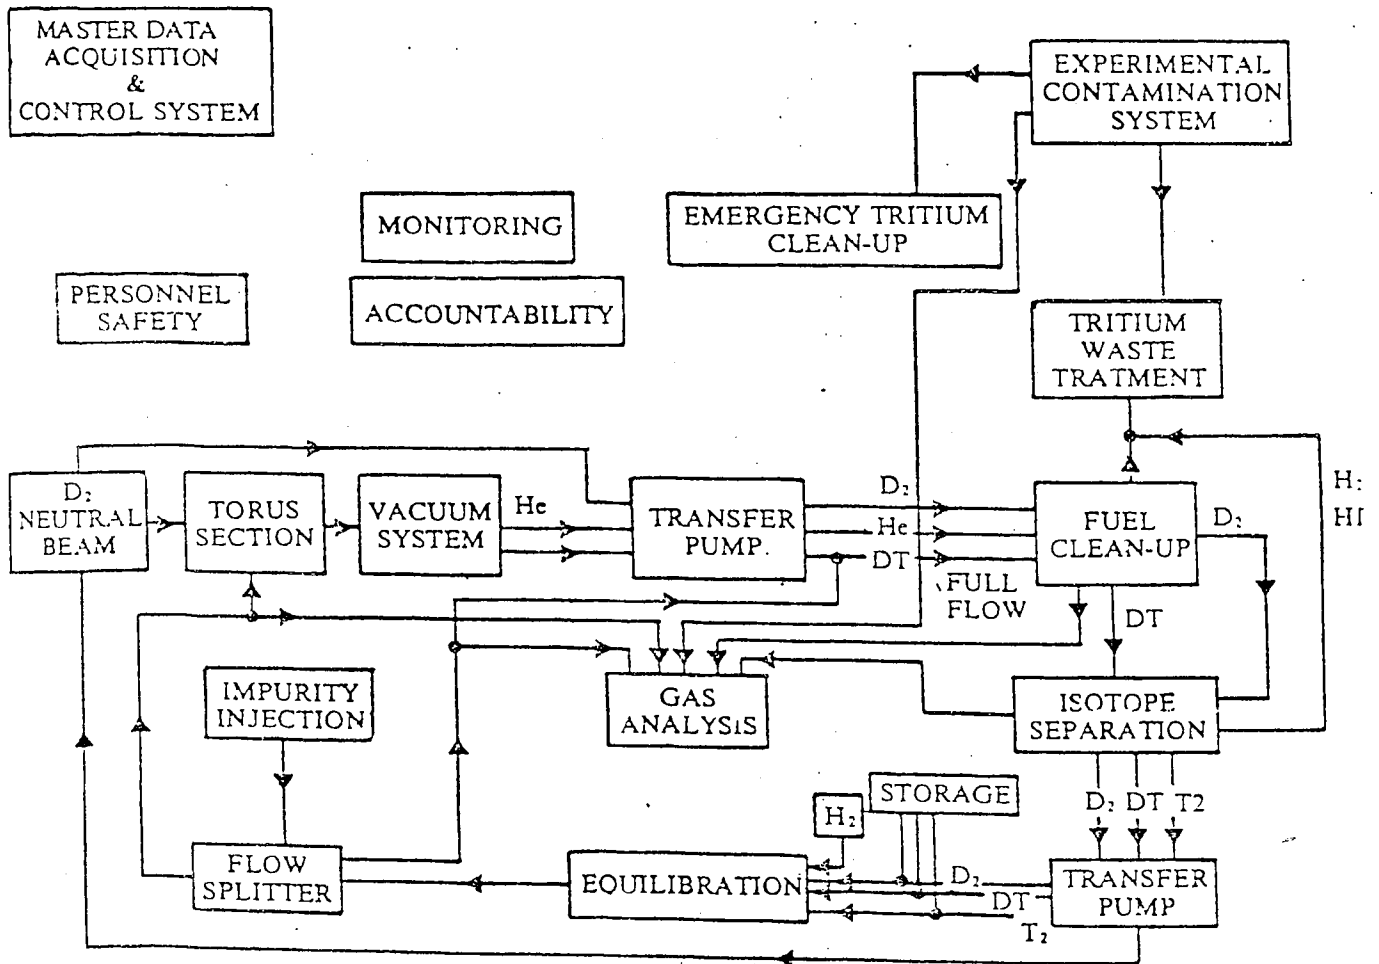 MASTER DATA
ACQUISITION
&
CONTROL SYSTEM
EXPERIMENTAL
CONTAMINATION
SYSTEM
MONITORING
EMERGENCY TRITIUM
CLEAN-UP
PERSONNEL
SAFETY
ACCOUNTABILITY
TRITIUM
WASTE
TRATMENT
D₂
NEUTRAL
BEAM
TORUS
SECTION
VACUUM
SYSTEM
He
TRANSFER
PUMP.
D₂
He
DT
FULL
FLOW
FUEL
CLEAN-UP
D₂
H₂
DT
IMPURITY
INJECTION
GAS
ANALYSIS
ISOTOPE
SEPARATION
D₂ DT T2
STORAGE
H₂
FLOW
SPLITTER
EQUILIBRATION
D₂
DT
T₂
TRANSFER
PUMP